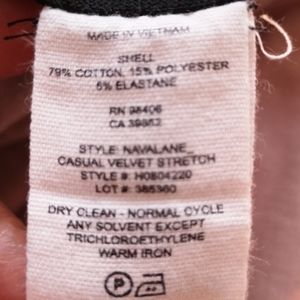 MADE IN VIETNAM
SHELL
79% COTTON, 15% POLYESTER
6% ELASTANE
RN 98406
CA 39852
STYLE: NAVALANE_
CASUAL VELVET STRETCH
STYLE #: H0804220
LOT #: 385360
DRY CLEAN - NORMAL CYCLE
ANY SOLVENT EXCEPT
TRICHLOROETHYLENE
WARM IRON
P